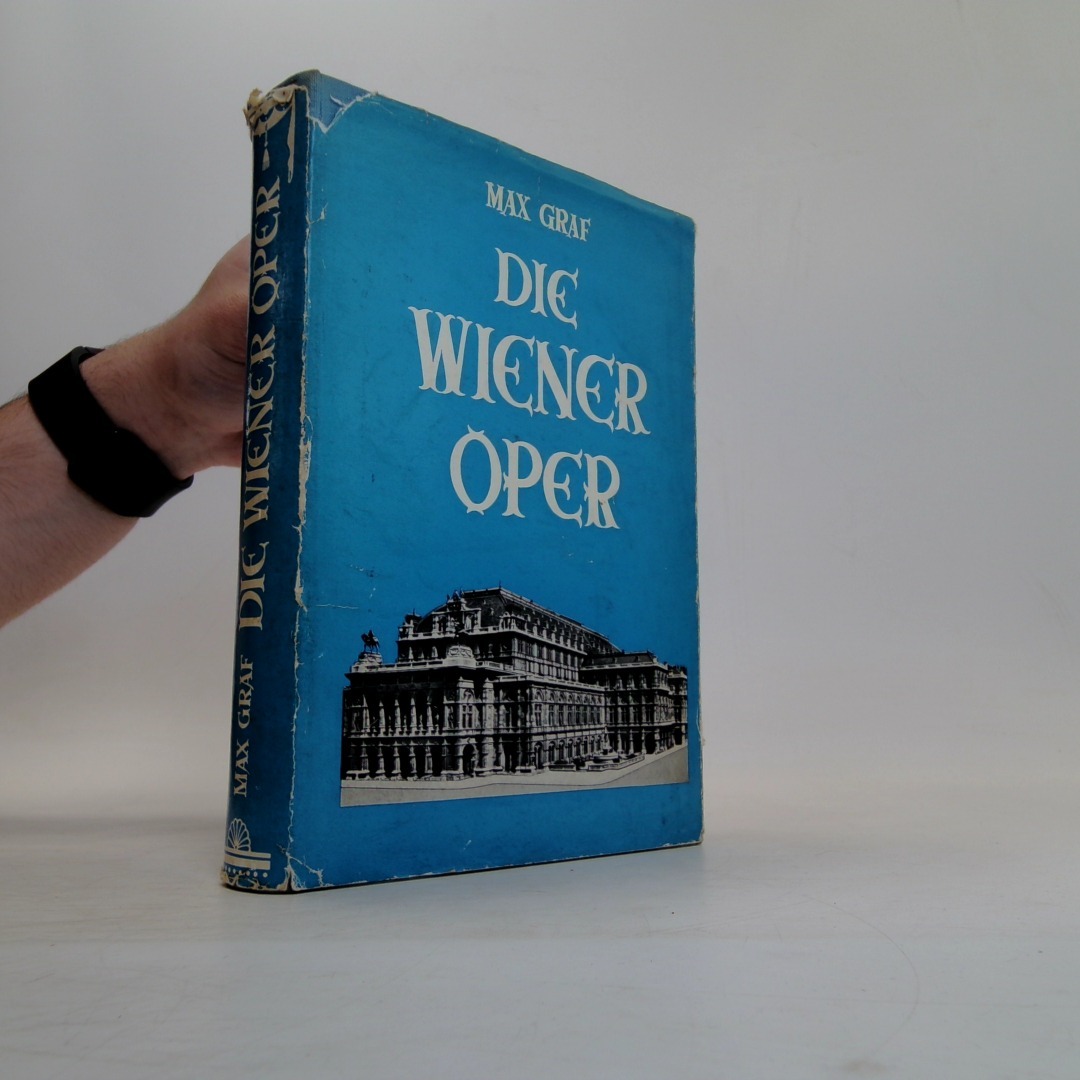 MAX GRAF
DIE
WIENER
OPER
MAX GRAF DIE WIENER OPER